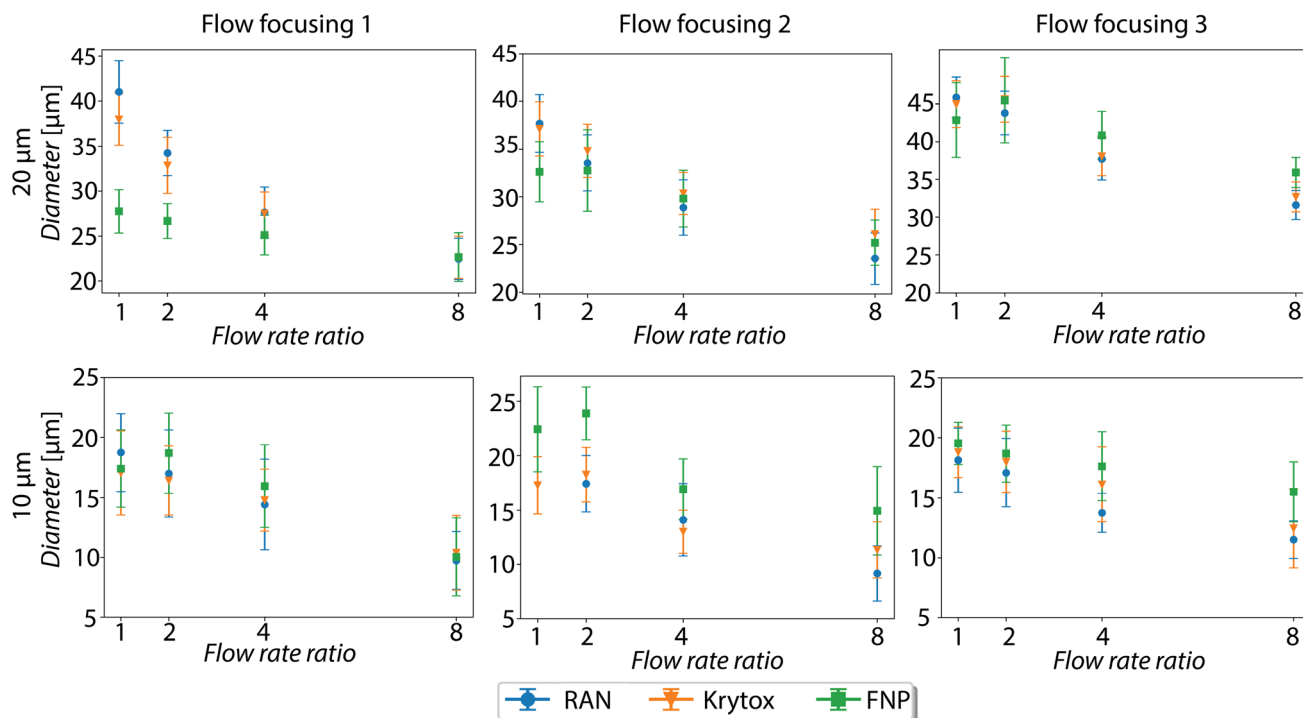 Flow focusing 1
Flow focusing 2
Flow focusing 3
20 µm
Diameter [µm]
45
40
35
30
25
20
1 2 4 8
Flow rate ratio
45
40
35
30
25
20
1 2 4 8
Flow rate ratio
45
40
35
30
25
20
1 2 4 8
Flow rate ratio
10 µm
Diameter [µm]
25
20
15
10
5
1 2 4 8
Flow rate ratio
25
20
15
10
5
1 2 4 8
Flow rate ratio
25
20
15
10
5
1 2 4 8
Flow rate ratio
RAN Krytox FNP